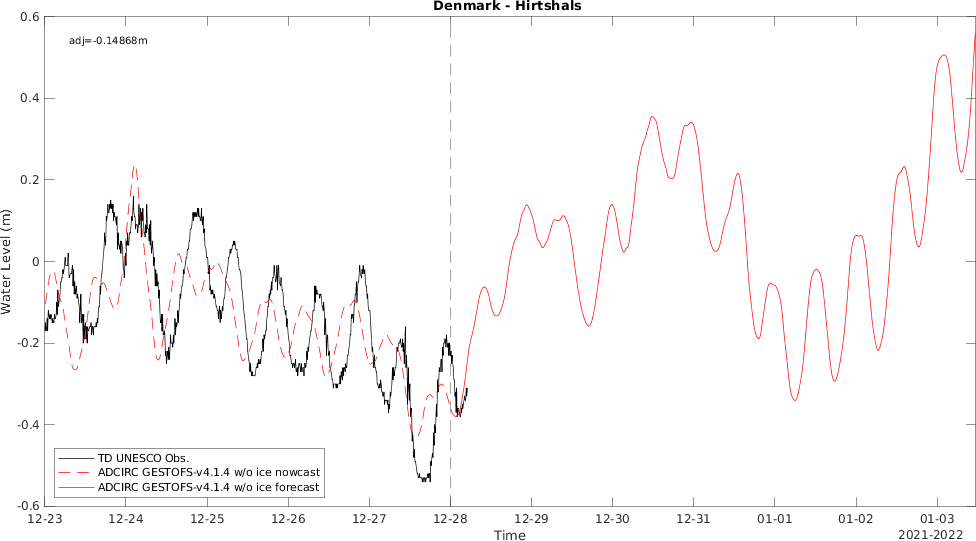 Denmark - Hirtshals
adj=-0.14868m
0.6
0.4
0.2
0
-0.2
-0.4
-0.6
Water Level (m)
TD UNESCO Obs.
ADCIRC GESTOFS-v4.1.4 w/o ice nowcast
ADCIRC GESTOFS-v4.1.4 w/o ice forecast
12-23 12-24 12-25 12-26 12-27 12-28 12-29 12-30 12-31 01-01 01-02 01-03
Time
2021-2022